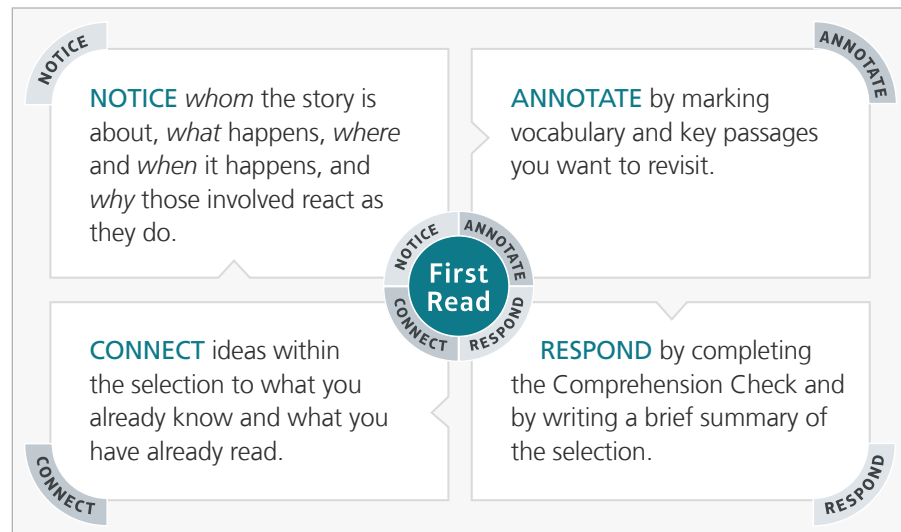 NOTICE
NOTICE whom the story is
about, what happens, where
and when it happens, and
why those involved react as
they do.
ANNOTATE
ANNOTATE by marking
vocabulary and key passages
you want to revisit.
NOTICE
ANNOTATE
First
Read
CONNECT
RESPOND
CONNECT ideas within
the selection to what you
already know and what you
have already read.
CONNECT
RESPOND by completing
the Comprehension Check and
by writing a brief summary of
the selection.
RESPOND